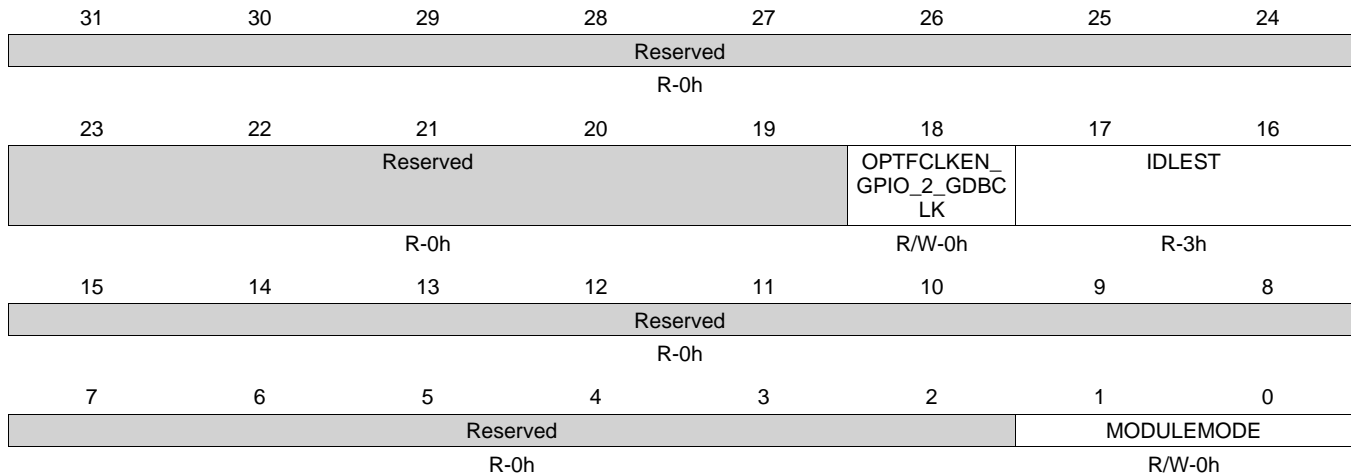 31 30 29 28 27 26 25 24
Reserved
R-0h
23 22 21 20 19 18 17 16
Reserved OPTFCLKEN_ IDLEST
GPIO_2_GDBC
LK
R-0h R/W-0h R-3h
15 14 13 12 11 10 9 8
Reserved
R-0h
7 6 5 4 3 2 1 0
Reserved MODULEMODE
R-0h R/W-0h